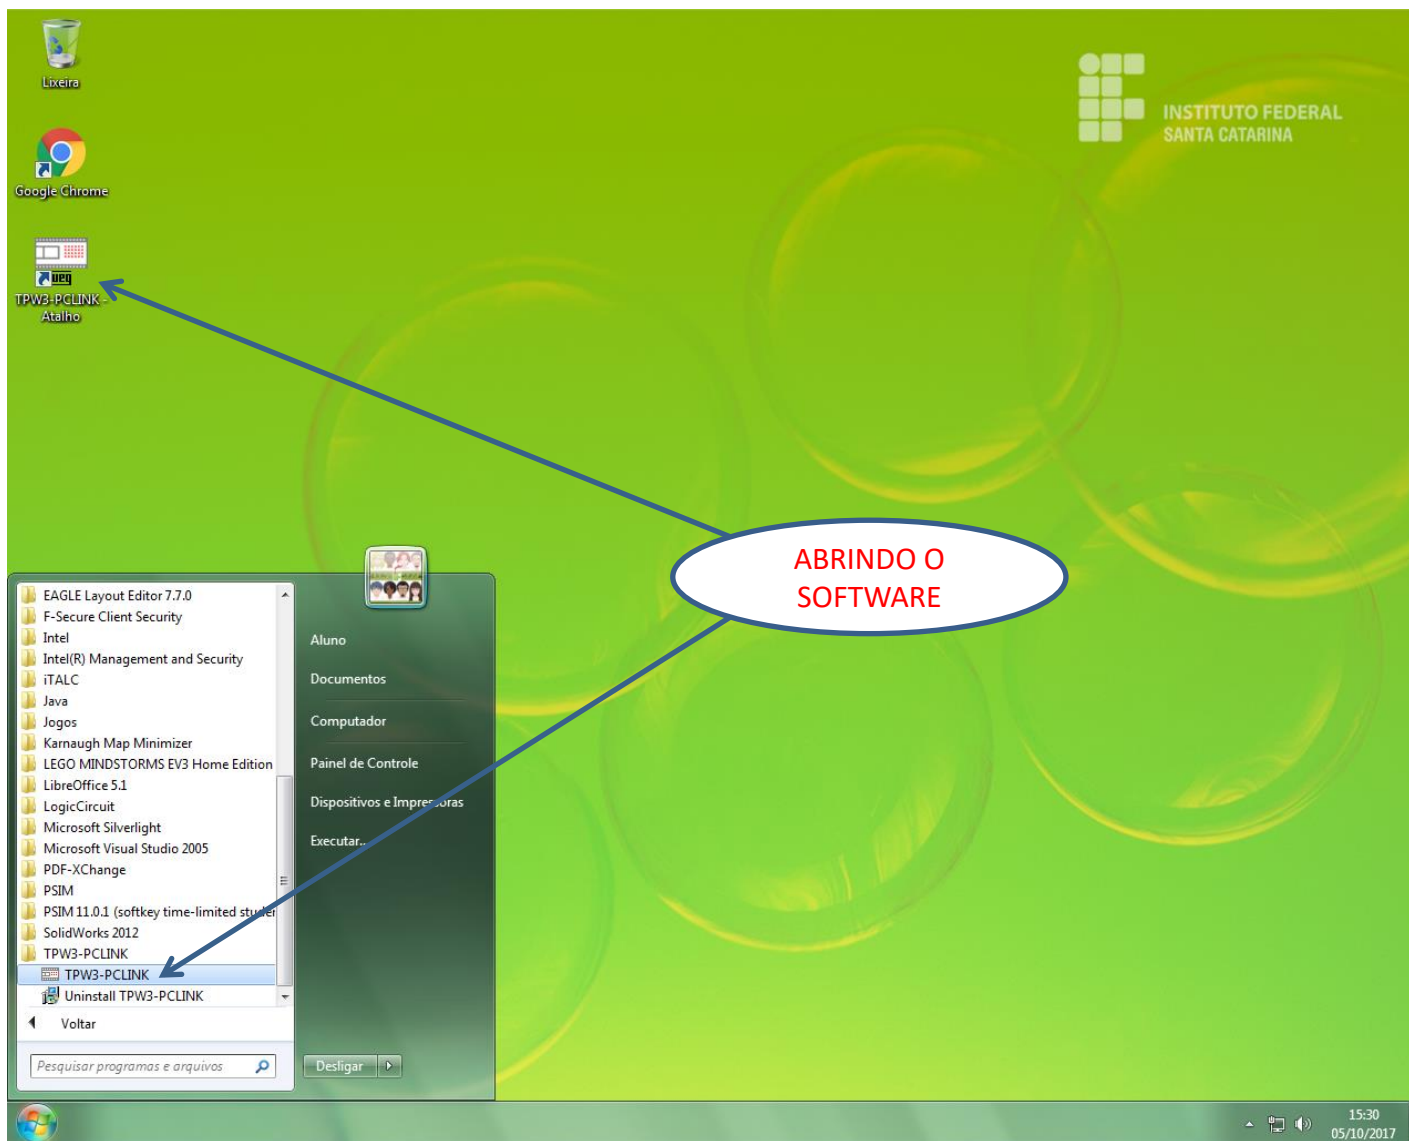 Lixeira
Google Chrome
TPW3-PCLINK -
Atalho
INSTITUTO FEDERAL
SANTA CATARINA
ABRINDO O
SOFTWARE
EAGLE Layout Editor 7.7.0
F-Secure Client Security
Intel
Intel(R) Management and Security
iTALC
Java
Jogos
Karnaugh Map Minimizer
LEGO MINDSTORMS EV3 Home Edition
LibreOffice 5.1
LogicCircuit
Microsoft Silverlight
Microsoft Visual Studio 2005
PDF-XChange
PSIM
PSIM 11.0.1 (softkey time-limited studen
SolidWorks 2012
TPW3-PCLINK
TPW3-PCLINK
Uninstall TPW3-PCLINK
Voltar
Pesquisar programas e arquivos
Aluno
Documentos
Computador
Painel de Controle
Dispositivos e Impressoras
Executar...
Desligar
15:30
05/10/2017